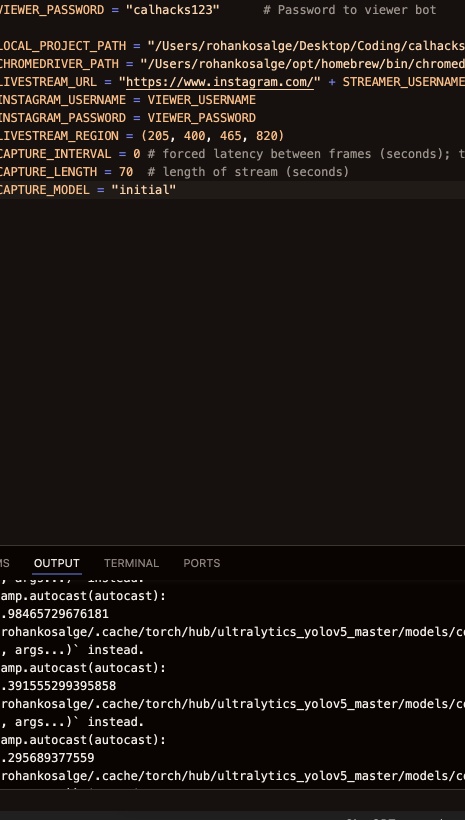 VIEWER_PASSWORD = "calhacks123" # Password to viewer bot
LOCAL_PROJECT_PATH = "/Users/rohankosalge/Desktop/Coding/calhacks
CHROMEDRIVER_PATH = "/Users/rohankosalge/opt/homebrew/bin/chromed
LIVESTREAM_URL = "https://www.instagram.com/" + STREAMER_USERNAME
INSTAGRAM_USERNAME = VIEWER_USERNAME
INSTAGRAM_PASSWORD = VIEWER_PASSWORD
LIVESTREAM_REGION = (205, 400, 465, 820)
CAPTURE_INTERVAL = 0 # forced latency between frames (seconds); t
CAPTURE_LENGTH = 70 # length of stream (seconds)
CAPTURE_MODEL = "initial"
MS OUTPUT TERMINAL PORTS
, args...)` instead.
amp.autocast(autocast):
.98465729676181
rohankosalge/.cache/torch/hub/ultralytics_yolov5_master/models/co
, args...)` instead.
amp.autocast(autocast):
.391555299395858
rohankosalge/.cache/torch/hub/ultralytics_yolov5_master/models/co
, args...)` instead.
amp.autocast(autocast):
.295689377559
rohankosalge/.cache/torch/hub/ultralytics_yolov5_master/models/co